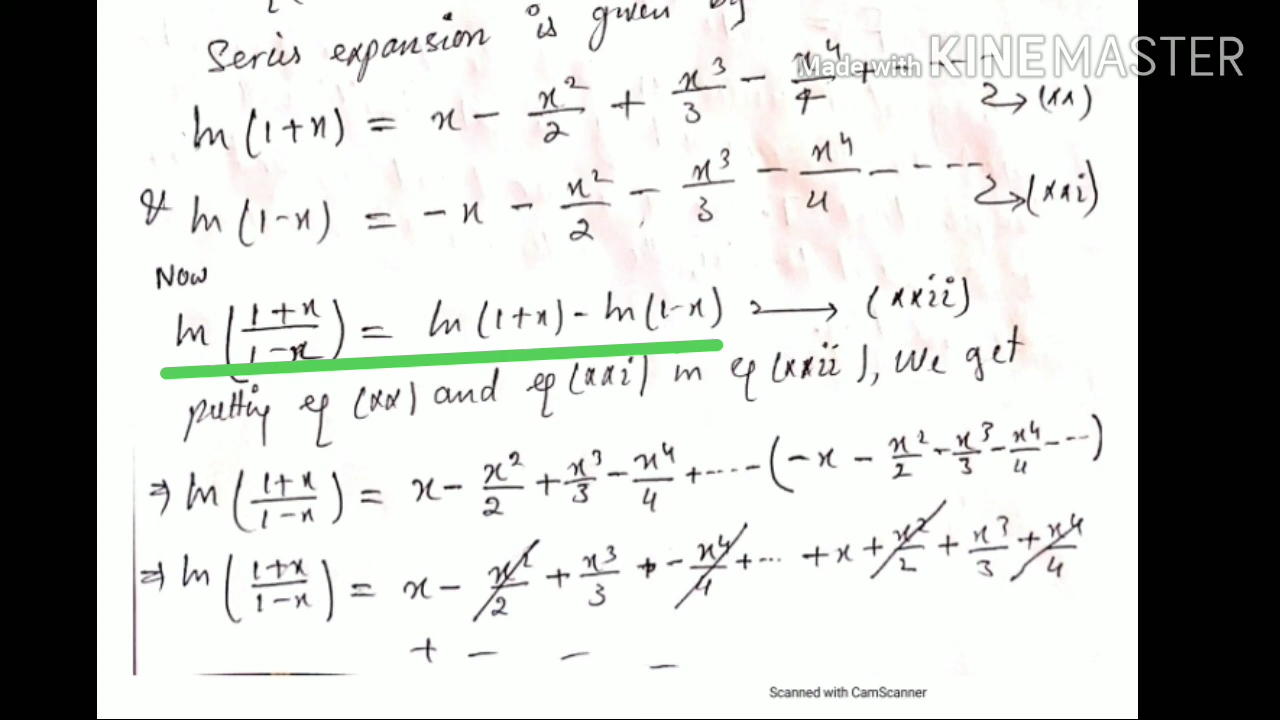 Series expansion is given by
Made with KINEMASTER
ln (1+x) = x - x²/2 + x³/3 - x⁴/4 + ---- → (xx)
& ln (1-x) = -x - x²/2 - x³/3 - x⁴/4 - ---- → (xxi)
Now
ln ((1+x)/(1-x)) = ln (1+x) - ln (1-x) → (xxii)
putting eq (xx) and eq (xxi) in eq (xxii), We get
⇒ ln ((1+x)/(1-x)) = x - x²/2 + x³/3 - x⁴/4 + ---- (-x - x²/2 - x³/3 - x⁴/4 ---)
⇒ ln ((1+x)/(1-x)) = x - x²/2 + x³/3 + - x⁴/4 + --- + x + x²/2 + x³/3 + x⁴/4
+ - - -
Scanned with CamScanner